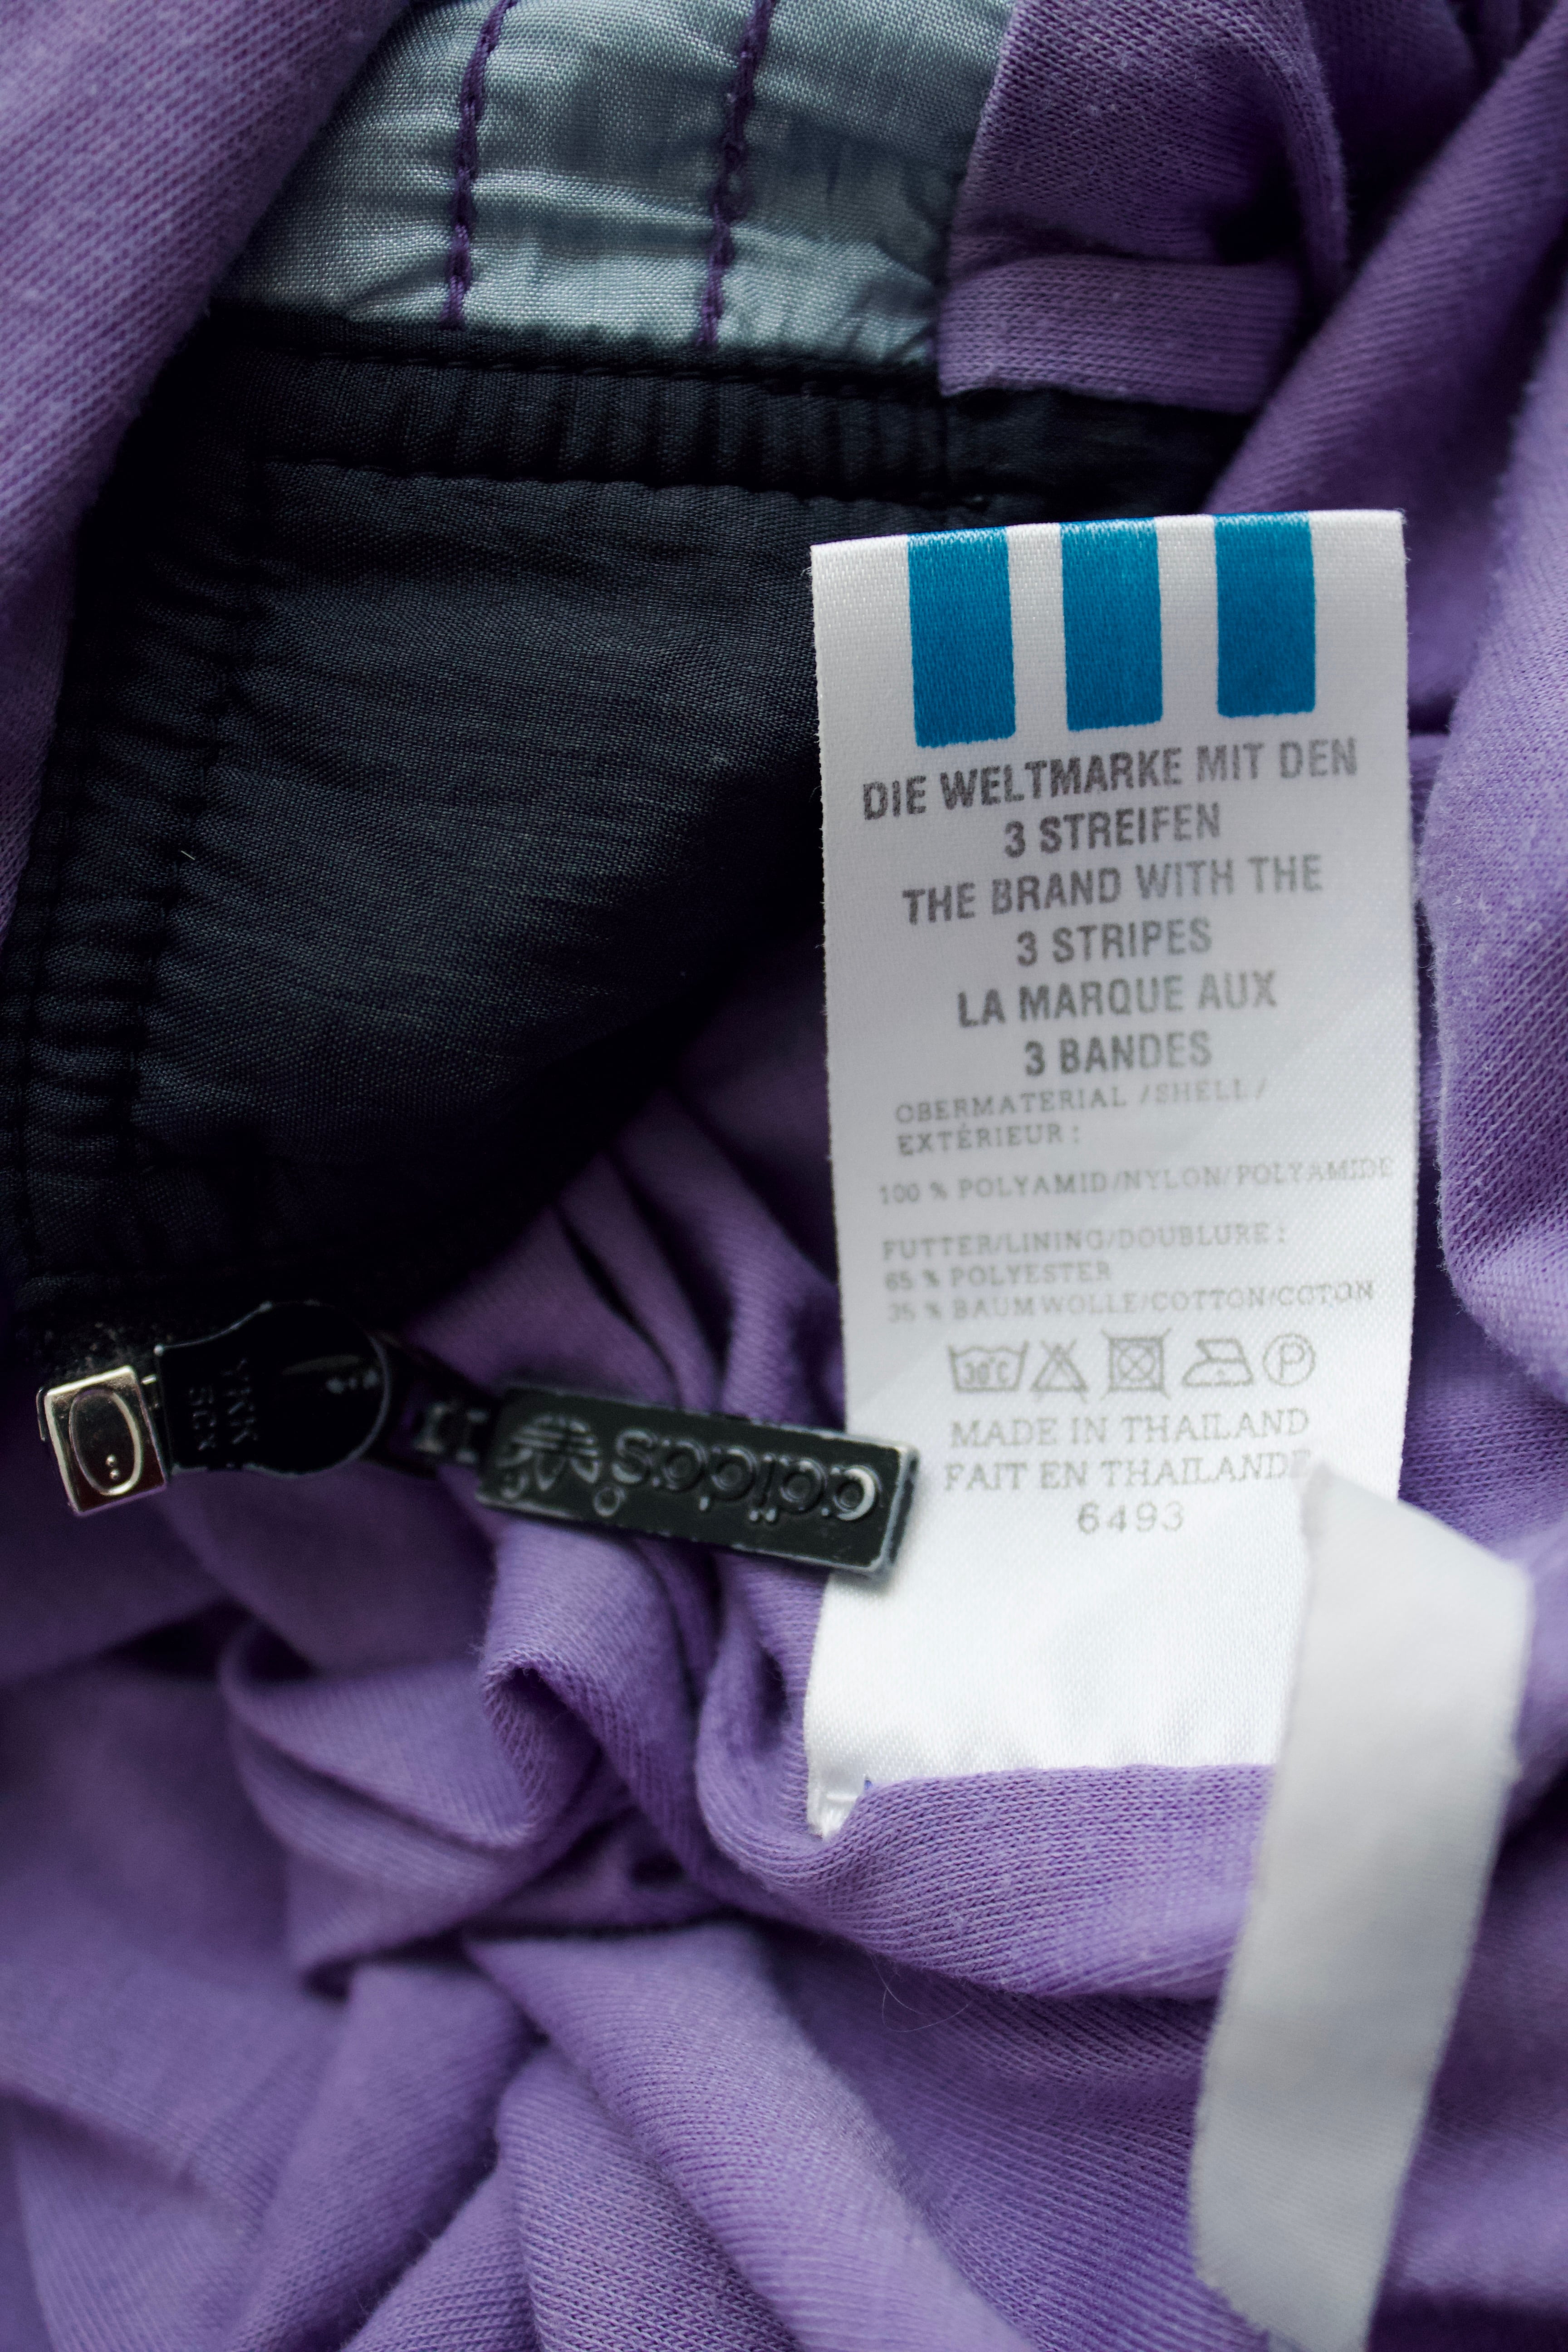 DIE WELTMARKE MIT DEN
3 STREIFEN
THE BRAND WITH THE
3 STRIPES
LA MARQUE AUX
3 BANDES
OBERMATERIAL /SHELL/
EXTÉRIEUR :
100 % POLYAMID/NYLON/POLYAMIDE
FUTTER/LINING/DOUBLURE :
65 % POLYESTER
35 % BAUMWOLLE/COTTON/COTON
30°C P
MADE IN THAILAND
FAIT EN THAILANDE
6493
adidas
YKK